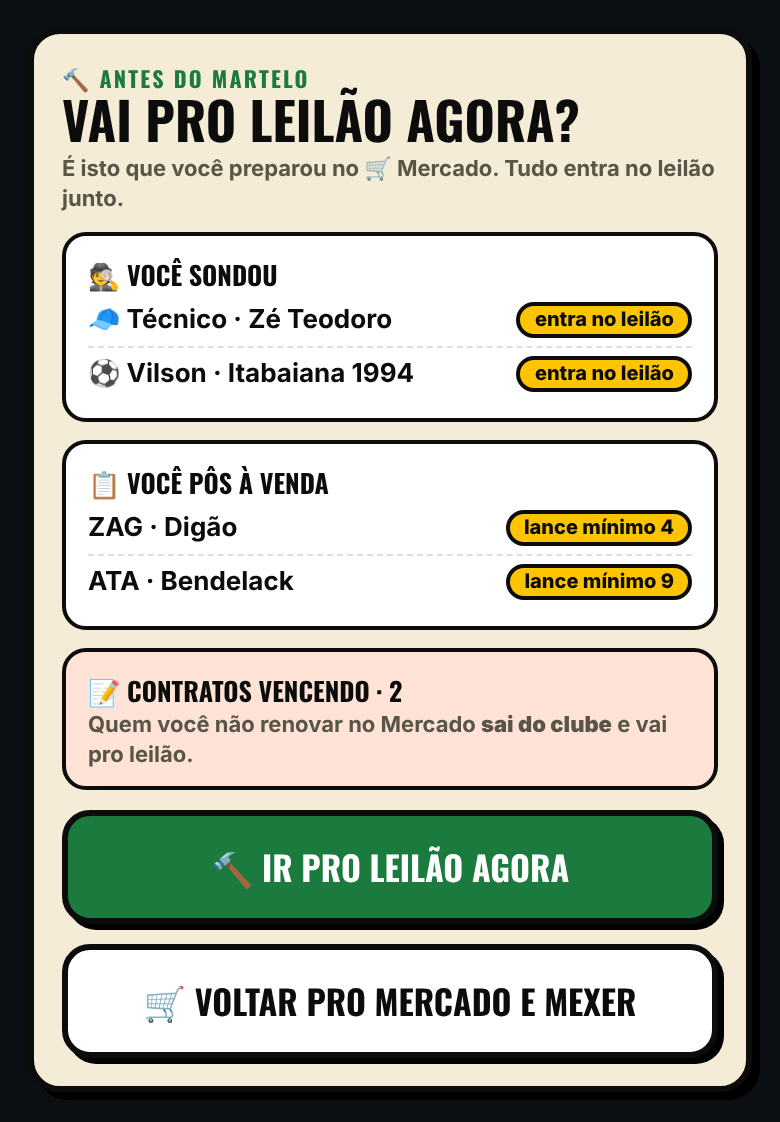 🔨 ANTES DO MARTELO
VAI PRO LEILÃO AGORA?
É isto que você preparou no 🛒 Mercado. Tudo entra no leilão
junto.
🕵️ VOCÊ SONDOU
🧢 Técnico · Zé Teodoro entra no leilão
⚽ Vilson · Itabaiana 1994 entra no leilão
📋 VOCÊ PÔS À VENDA
ZAG · Digão lance mínimo 4
ATA · Bendelack lance mínimo 9
📝 CONTRATOS VENCENDO · 2
Quem você não renovar no Mercado sai do clube e vai
pro leilão.
🔨 IR PRO LEILÃO AGORA
🛒 VOLTAR PRO MERCADO E MEXER